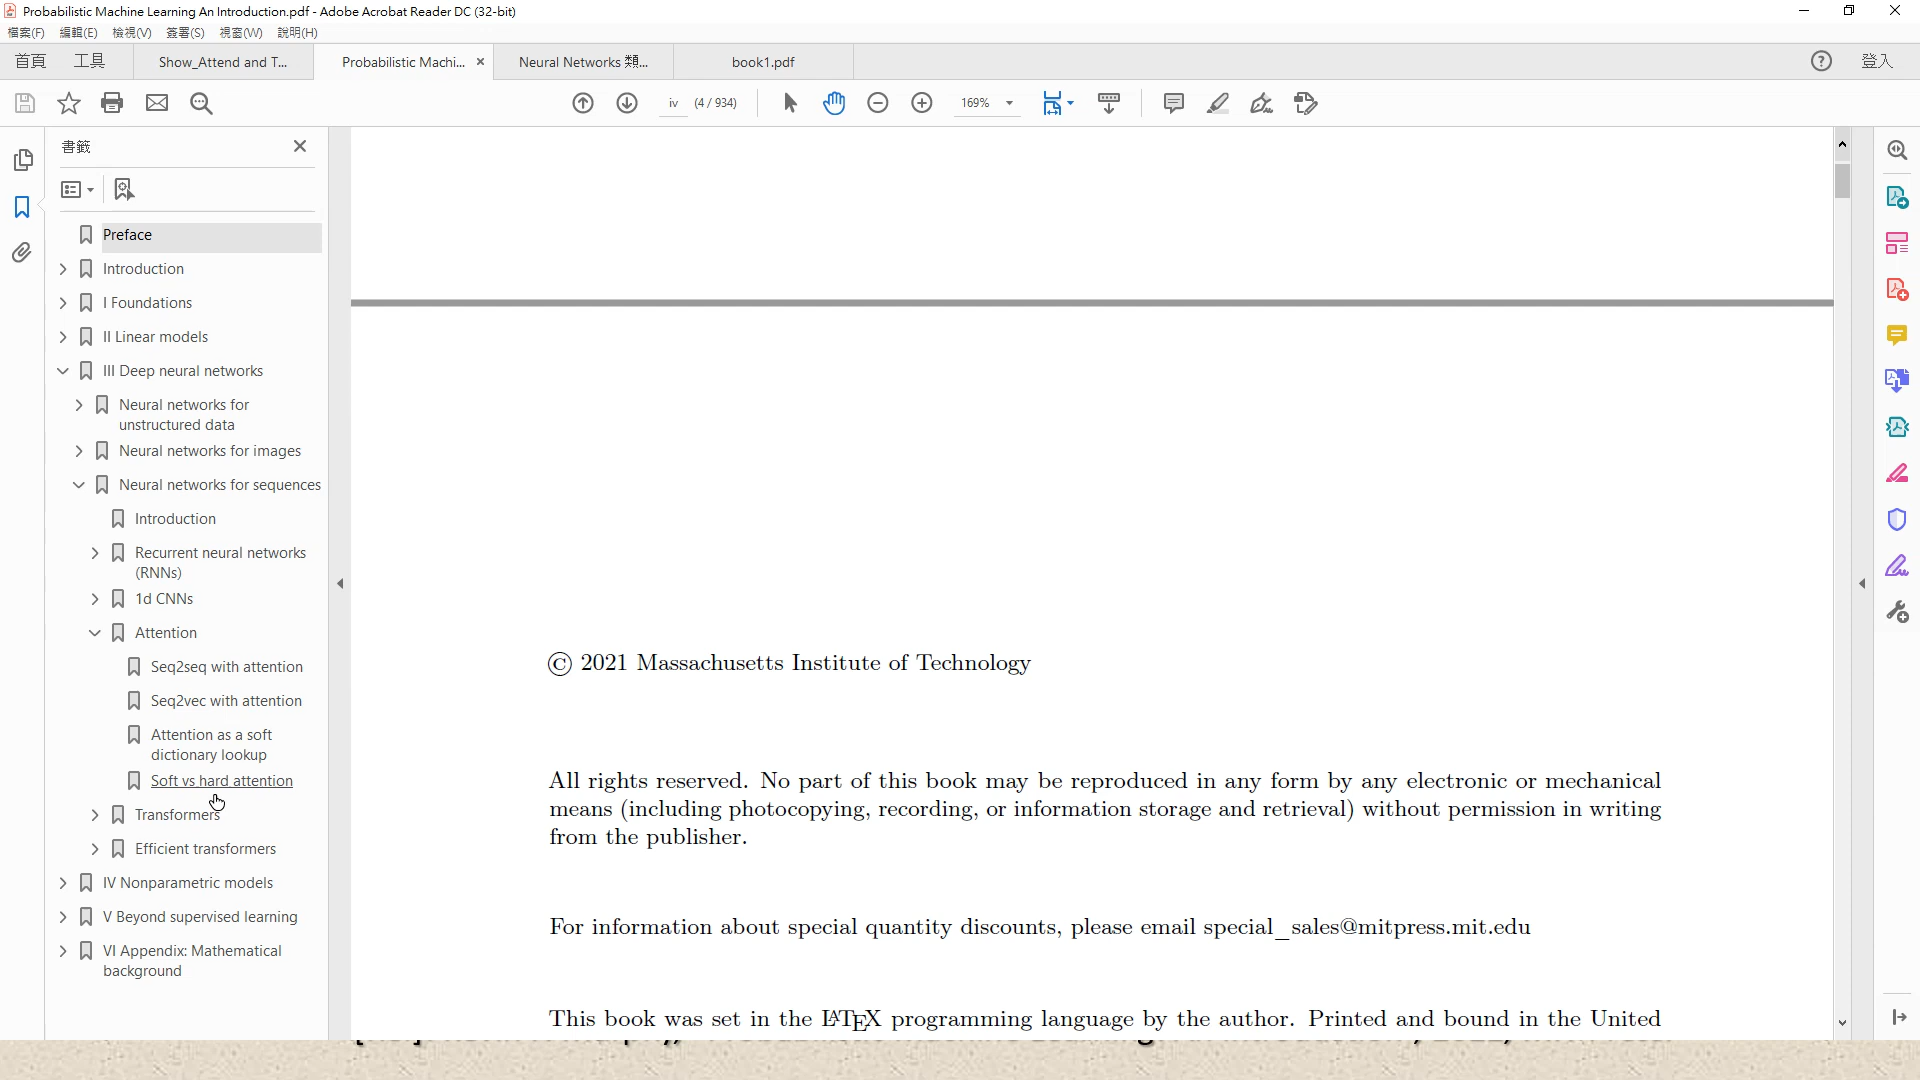 Probabilistic Machine Learning An Introduction.pdf - Adobe Acrobat Reader DC (32-bit)
檔案(F) 編輯(E) 檢視(V) 簽署(S) 視窗(W) 說明(H)
首頁 工具 Show_Attend and T... Probabilistic Machi... Neural Networks 類... book1.pdf 登入
iv (4 / 934) 169%
書籤
Preface
Introduction
I Foundations
II Linear models
III Deep neural networks
Neural networks for
unstructured data
Neural networks for images
Neural networks for sequences
Introduction
Recurrent neural networks
(RNNs)
1d CNNs
Attention
Seq2seq with attention
Seq2vec with attention
Attention as a soft
dictionary lookup
Soft vs hard attention
Transformers
Efficient transformers
IV Nonparametric models
V Beyond supervised learning
VI Appendix: Mathematical
background
© 2021 Massachusetts Institute of Technology
All rights reserved. No part of this book may be reproduced in any form by any electronic or mechanical
means (including photocopying, recording, or information storage and retrieval) without permission in writing
from the publisher.
For information about special quantity discounts, please email special_sales@mitpress.mit.edu
This book was set in the LATEX programming language by the author. Printed and bound in the United